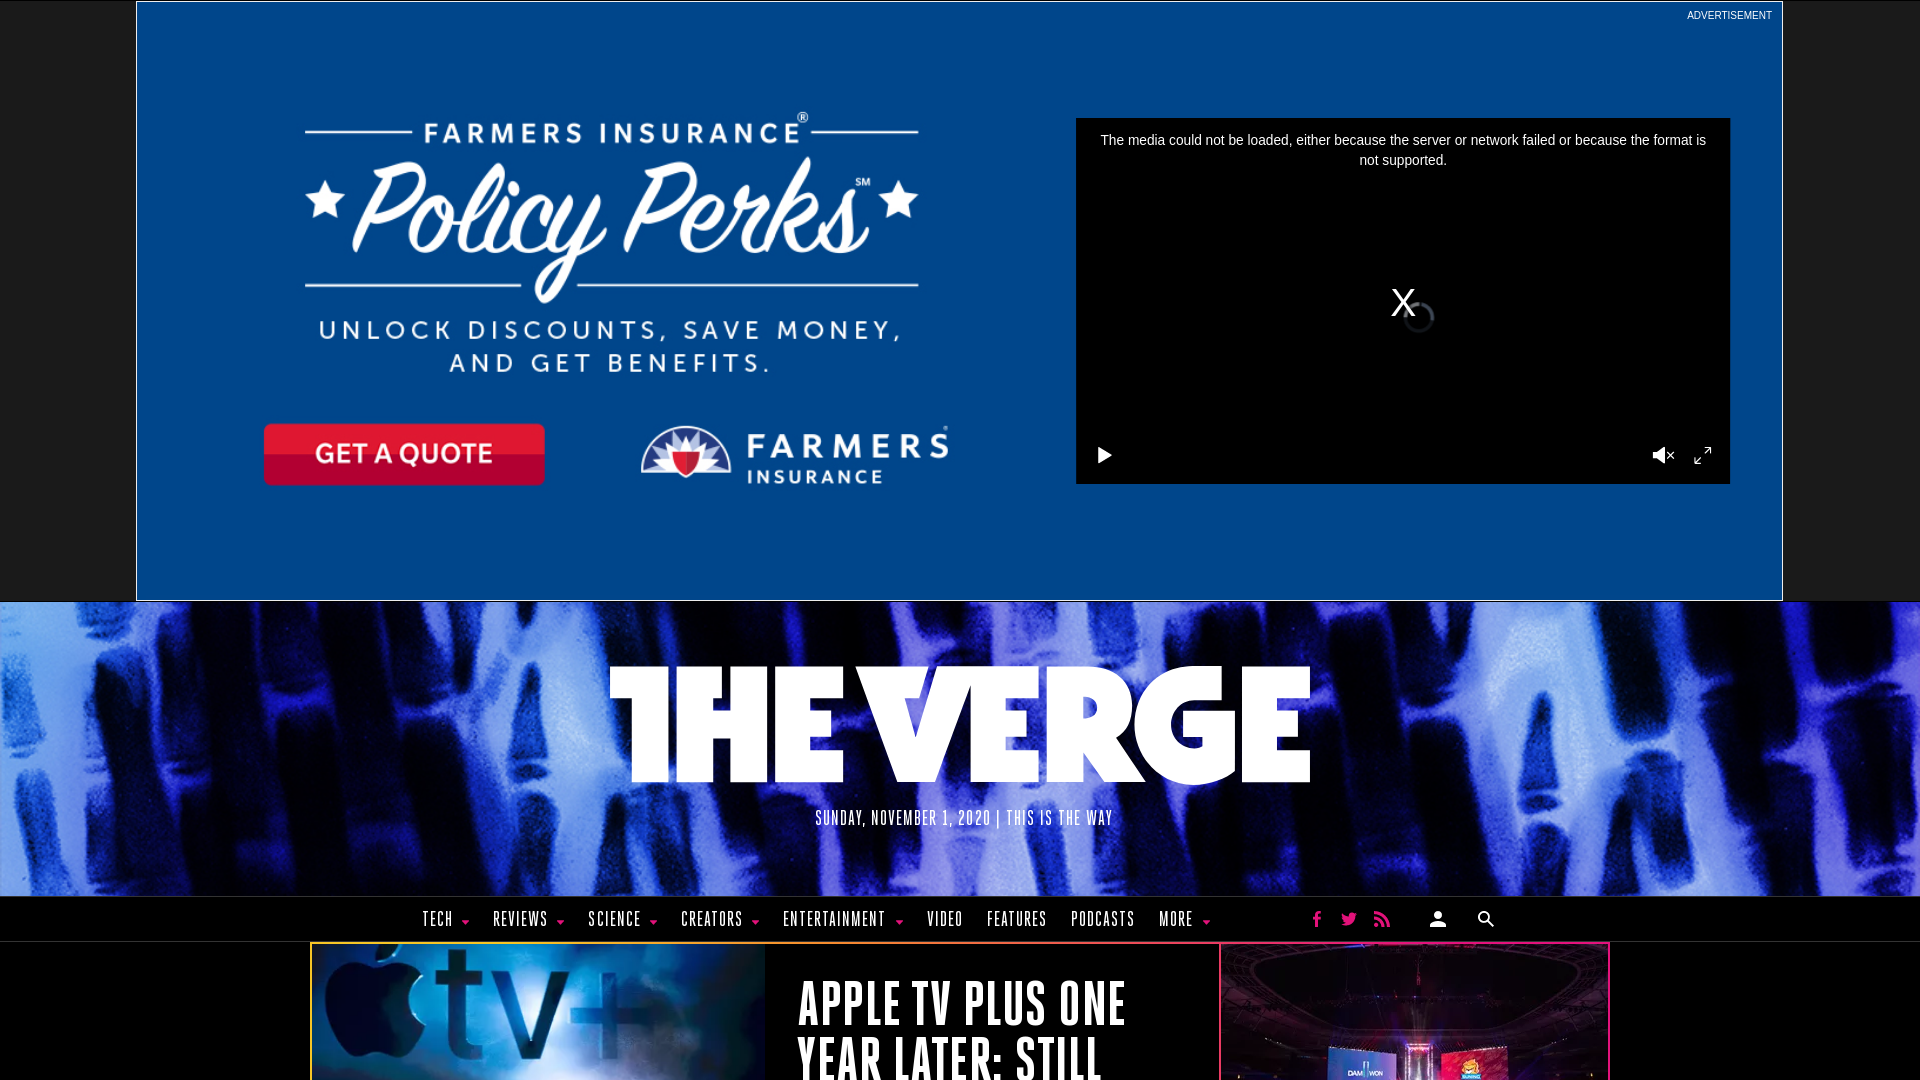 ADVERTISEMENT
FARMERS INSURANCE®
Policy Perks℠
UNLOCK DISCOUNTS, SAVE MONEY,
AND GET BENEFITS.
GET A QUOTE
FARMERS®
INSURANCE
The media could not be loaded, either because the server or network failed or because the format is
not supported.
X
THE VERGE
SUNDAY, NOVEMBER 1, 2020 | THIS IS THE WAY
TECH REVIEWS SCIENCE CREATORS ENTERTAINMENT VIDEO FEATURES PODCASTS MORE
tv+
APPLE TV PLUS ONE
YEAR LATER: STILL
DAMWON